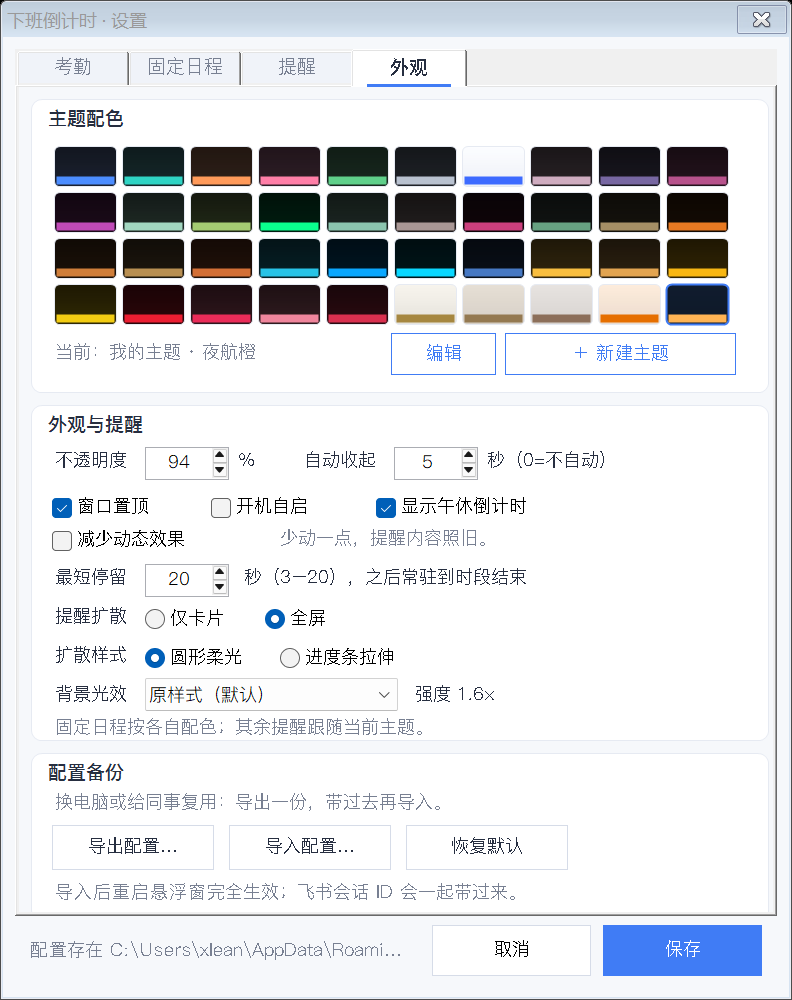 下班倒计时 · 设置
考勤 固定日程 提醒 外观
主题配色
当前：我的主题 · 夜航橙 编辑 ＋ 新建主题
外观与提醒
不透明度 94 % 自动收起 5 秒（0=不自动）
窗口置顶 开机自启 显示午休倒计时
减少动态效果 少动一点，提醒内容照旧。
最短停留 20 秒（3—20），之后常驻到时段结束
提醒扩散 仅卡片 全屏
扩散样式 圆形柔光 进度条拉伸
背景光效 原样式（默认） 强度 1.6x
固定日程按各自配色；其余提醒跟随当前主题。
配置备份
换电脑或给同事复用：导出一份，带过去再导入。
导出配置... 导入配置... 恢复默认
导入后重启悬浮窗完全生效；飞书会话 ID 会一起带过来。
配置存在 C:\Users\xlean\AppData\Roami... 取消 保存